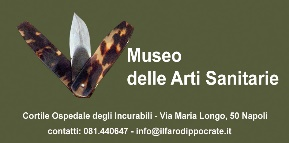 Museo
delle Arti Sanitarie
Cortile Ospedale degli Incurabili - Via Maria Longo, 50 Napoli
contatti: 081.440647 - info@ilfarodippocrate.it